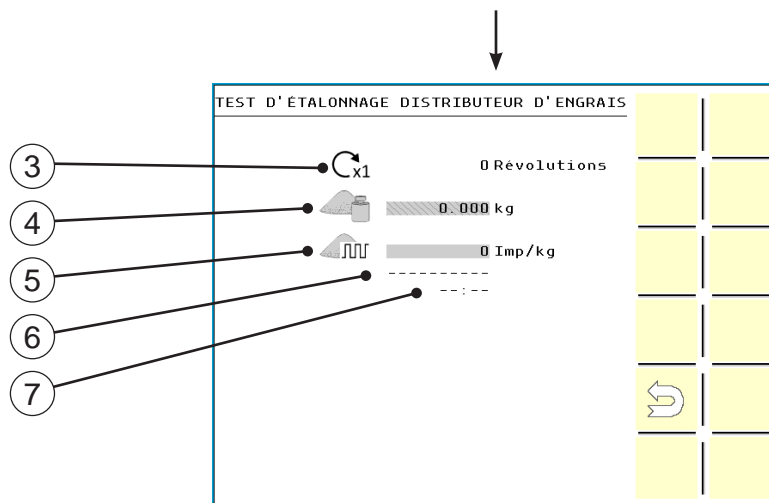 TEST D'ÉTALONNAGE DISTRIBUTEUR D'ENGRAIS
3 x1 0 Révolutions
4 0.000 kg
5 0 Imp/kg
6 ----------
7 --:--